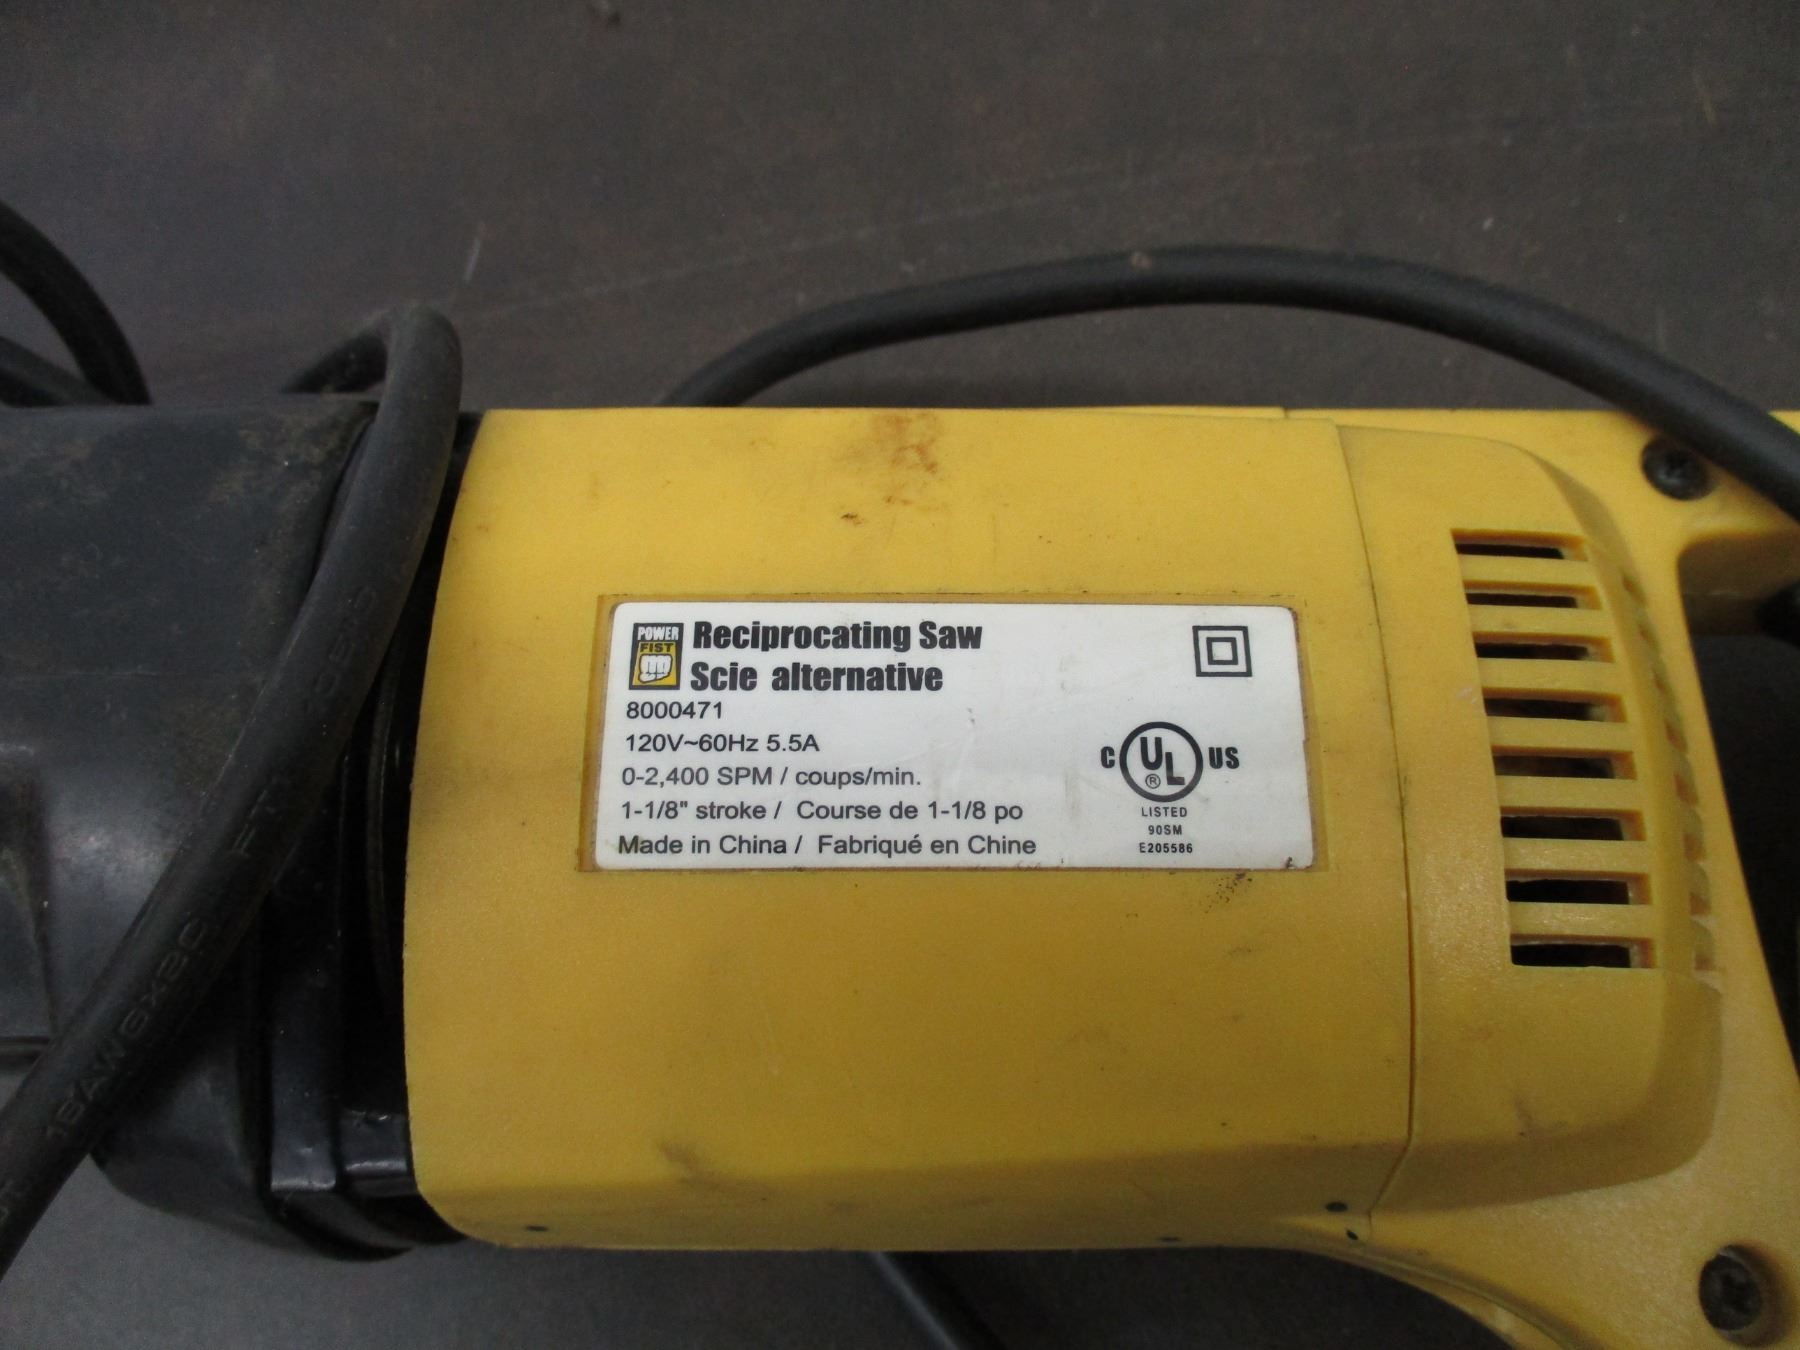 POWER
FIST
Reciprocating Saw
Scie alternative
8000471
120V~60Hz 5.5A
0-2,400 SPM / coups/min.
1-1/8" stroke / Course de 1-1/8 po
Made in China / Fabriqué en Chine
C UL US
®
LISTED
90SM
E205586
18AWGX2C